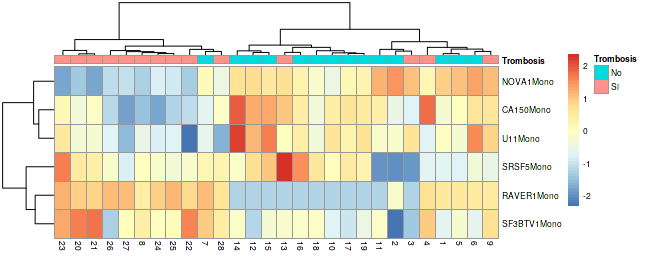 Trombosis
NOVA1Mono
CA150Mono
U11Mono
SRSF5Mono
RAVER1Mono
SF3BTV1Mono
23 20 21 26 27 8 24 25 22 7 28 14 12 15 13 16 18 10 17 19 11 2 3 4 1 5 6 9
2
1
0
-1
-2
Trombosis
No
SI